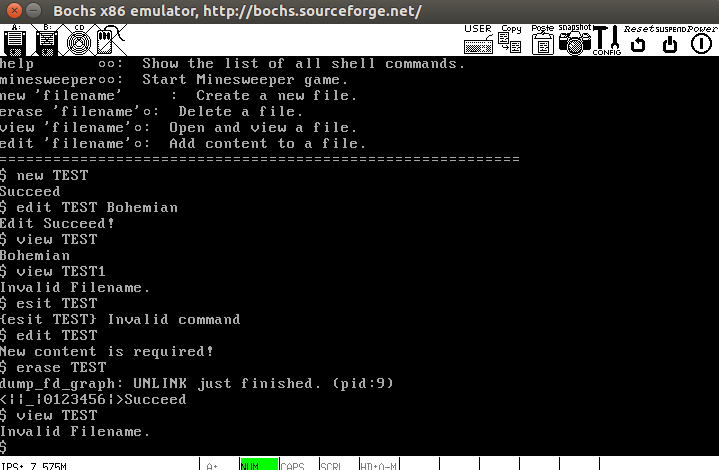 Bochs x86 emulator, http://bochs.sourceforge.net/
A: B: CD USER Copy Paste snapshot CONFIG Reset SUSPEND Power
help oo: Show the list of all shell commands.
minesweeperoo: Start Minesweeper game.
new 'filename' : Create a new file.
erase 'filename'o: Delete a file.
view 'filename'o: Open and view a file.
edit 'filename'o: Add content to a file.
==============================================================
$ new TEST
Succeed
$ edit TEST Bohemian
Edit Succeed!
$ view TEST
Bohemian
$ view TEST1
Invalid Filename.
$ esit TEST
{esit TEST} Invalid command
$ edit TEST
New content is required!
$ erase TEST
dump_fd_graph: UNLINK just finished. (pid:9)
<||_|0123456|>Succeed
$ view TEST
Invalid Filename.
$
IPS: 7.575M A: NUM CAPS SCRL HD:0-M